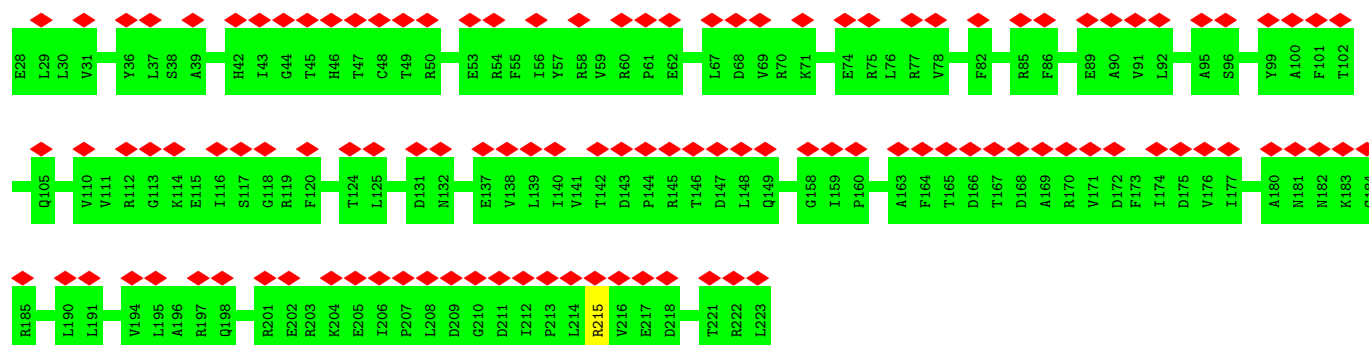 E28 L29 L30 V31 Y36 L37 S38 A39 H42 I43 G44 T45 H46 T47 C48 T49 R50 E53 R54 F55 I56 Y57 R58 V59 R60 P61 E62 L67 D68 V69 R70 K71 E74 R75 L76 R77 V78 F82 R85 F86 E89 A90 V91 L92 A95 S96 Y99 A100 F101 T102
Q105 V110 V111 R112 G113 K114 E115 I116 S117 G118 R119 F120 T124 L125 D131 N132 E137 V138 L139 I140 V141 T142 D143 P144 R145 T146 D147 L148 Q149 G158 I159 P160 A163 F164 T165 D166 T167 D168 A169 R170 V171 D172 F173 I174 D175 V176 I177 A180 N181 N182 K183
R185 L190 L191 V194 L195 A196 R197 Q198 R201 E202 R203 K204 E205 I206 P207 L208 D209 G210 D211 I212 P213 L214 R215 V216 E217 D218 T221 R222 L223